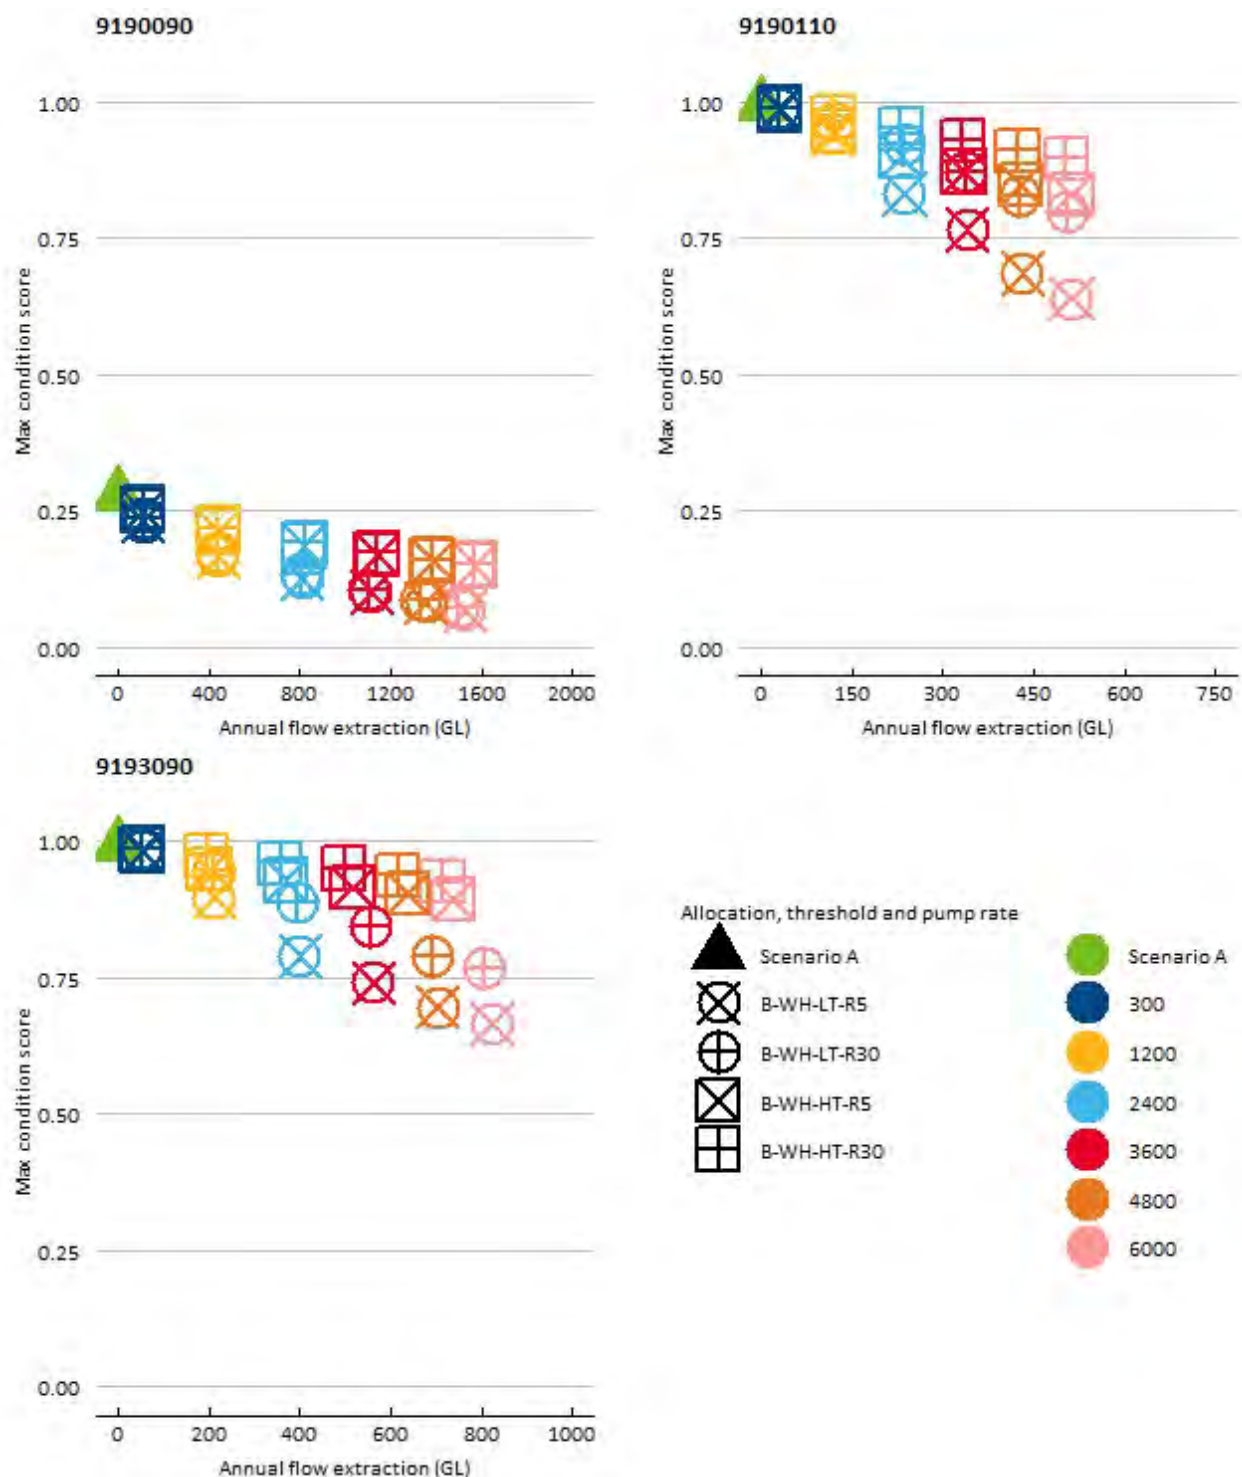 9190090
1.00
0.75
0.50
0.25
0.00
Max condition score
0 400 800 1200 1600 2000
Annual flow extraction (GL)
9190110
1.00
0.75
0.50
0.25
0.00
Max condition score
0 150 300 450 600 750
Annual flow extraction (GL)
9193090
1.00
0.75
0.50
0.25
0.00
Max condition score
0 200 400 600 800 1000
Annual flow extraction (GL)
Allocation, threshold and pump rate
Scenario A
B-WH-LT-R5
B-WH-LT-R30
B-WH-HT-R5
B-WH-HT-R30
Scenario A
300
1200
2400
3600
4800
6000